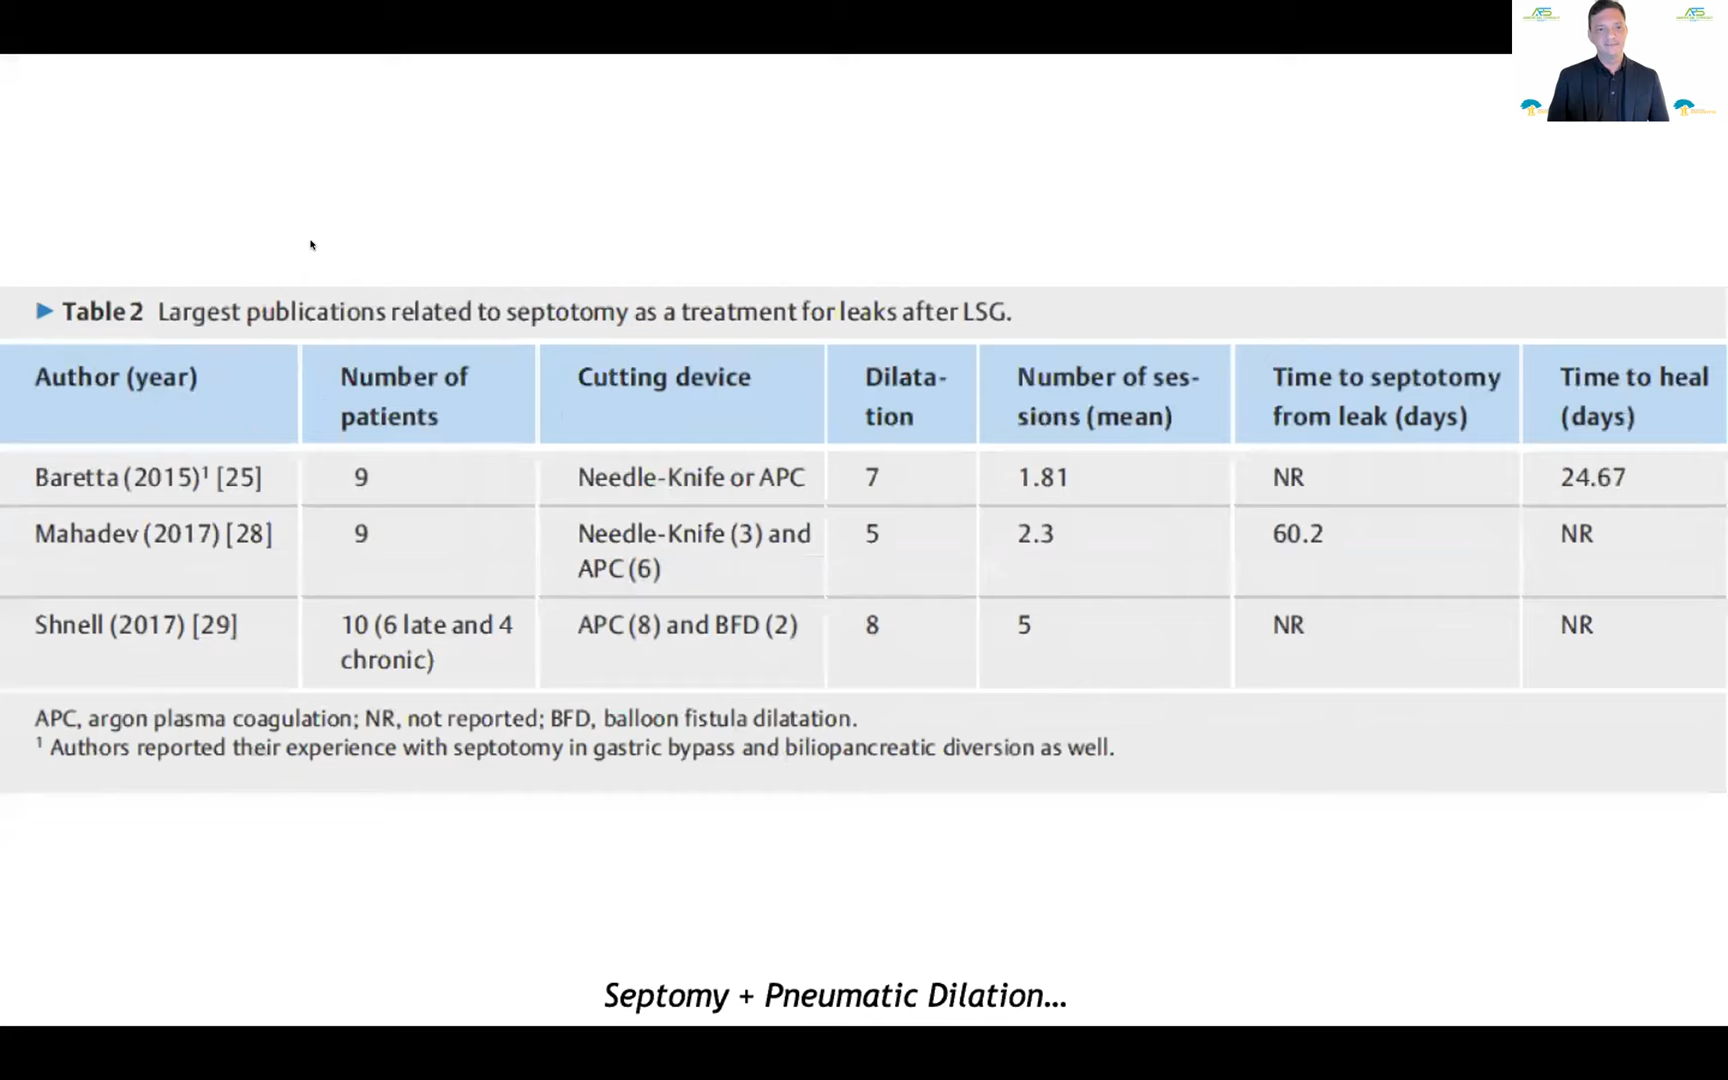 ▶ Table 2 Largest publications related to septotomy as a treatment for leaks after LSG.
Author (year)
Number of
patients
Cutting device
Dilata-
tion
Number of ses-
sions (mean)
Time to septotomy
from leak (days)
Time to heal
(days)
Baretta (2015)¹ [25]
9
Needle-Knife or APC
7
1.81
NR
24.67
Mahadev (2017) [28]
9
Needle-Knife (3) and
APC (6)
5
2.3
60.2
NR
Shnell (2017) [29]
10 (6 late and 4
chronic)
APC (8) and BFD (2)
8
5
NR
NR
APC, argon plasma coagulation; NR, not reported; BFD, balloon fistula dilatation.
¹ Authors reported their experience with septotomy in gastric bypass and biliopancreatic diversion as well.
Septomy + Pneumatic Dilation...